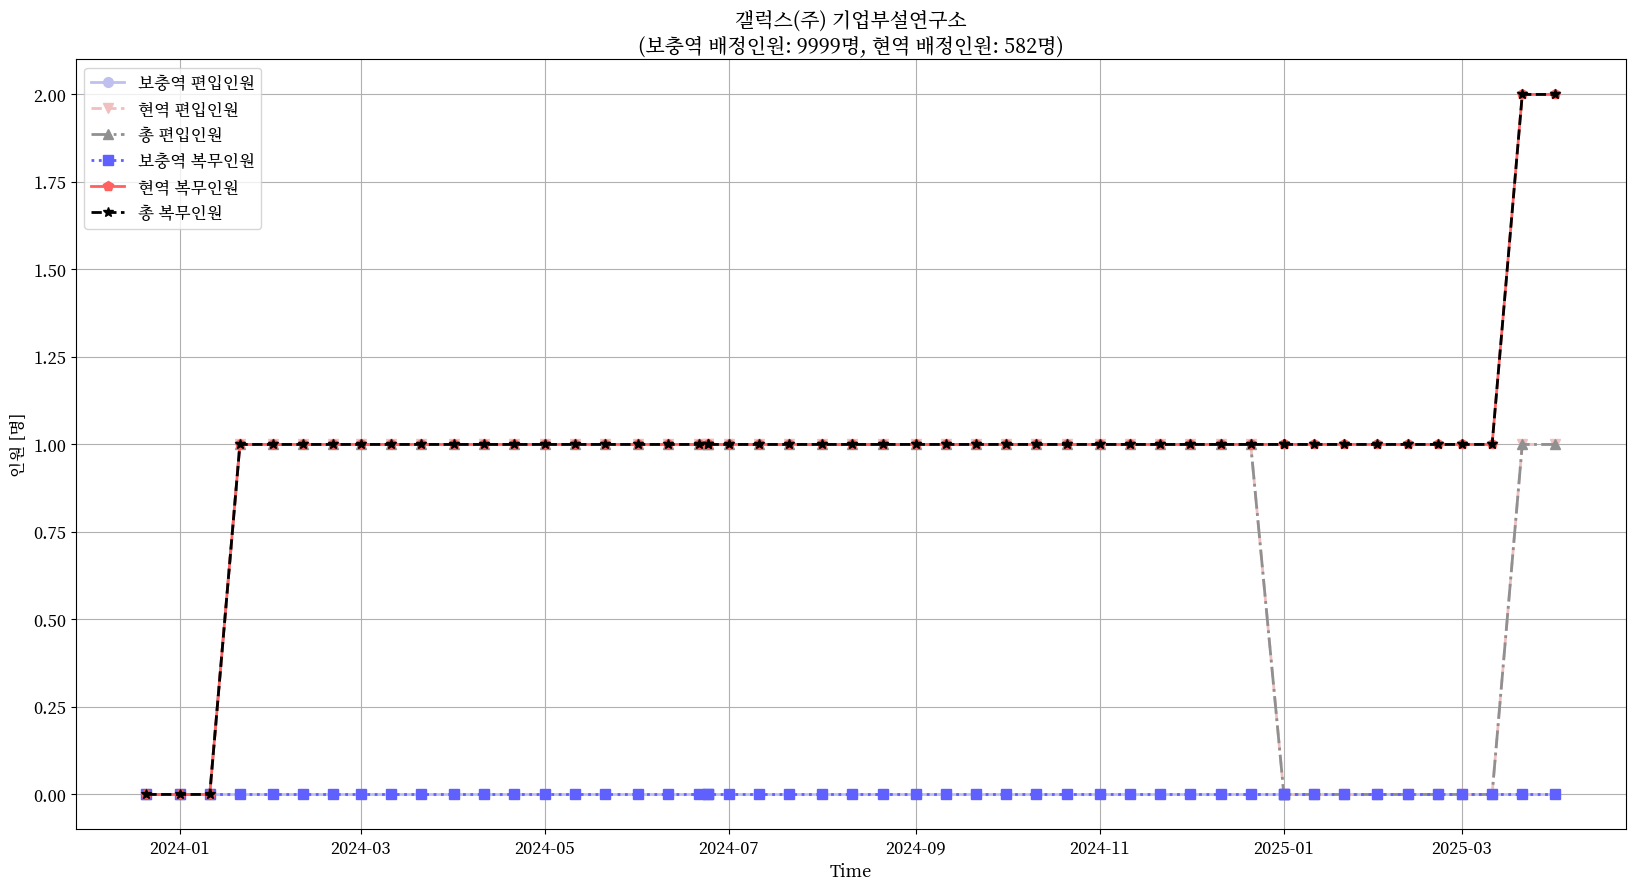 갤럭스(주) 기업부설연구소
(보충역 배정인원: 9999명, 현역 배정인원: 582명)
보충역 편입인원
현역 편입인원
총 편입인원
보충역 복무인원
현역 복무인원
총 복무인원
2.00
1.75
1.50
1.25
1.00
0.75
0.50
0.25
0.00
인원 [명]
2024-01
2024-03
2024-05
2024-07
2024-09
2024-11
2025-01
2025-03
Time